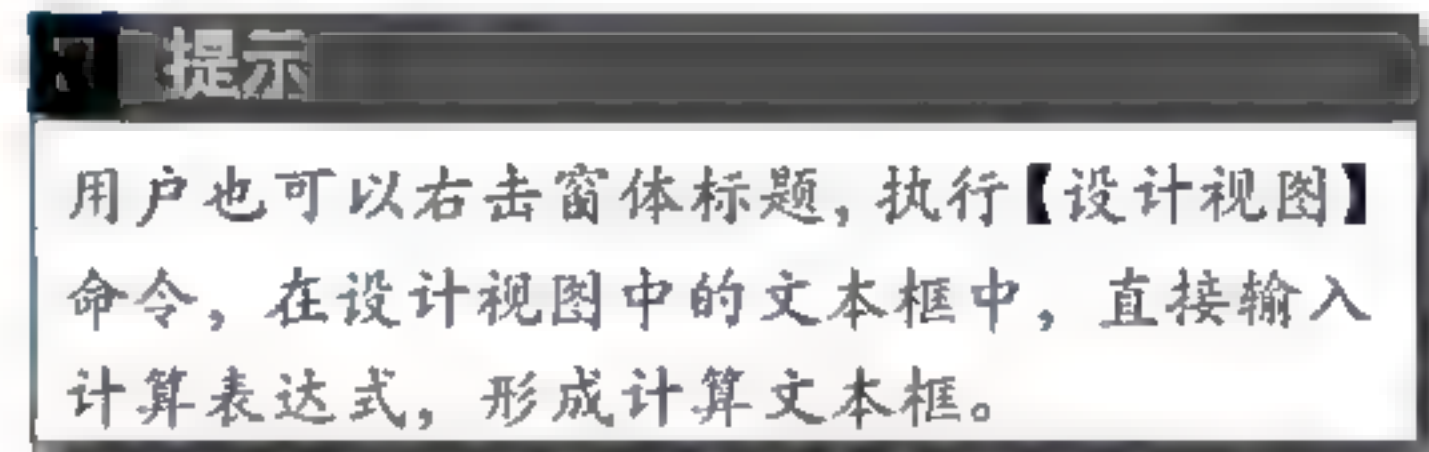 提示
用户也可以右击窗体标题，执行【设计视图】
命令，在设计视图中的文本框中，直接输入
计算表达式，形成计算文本框。